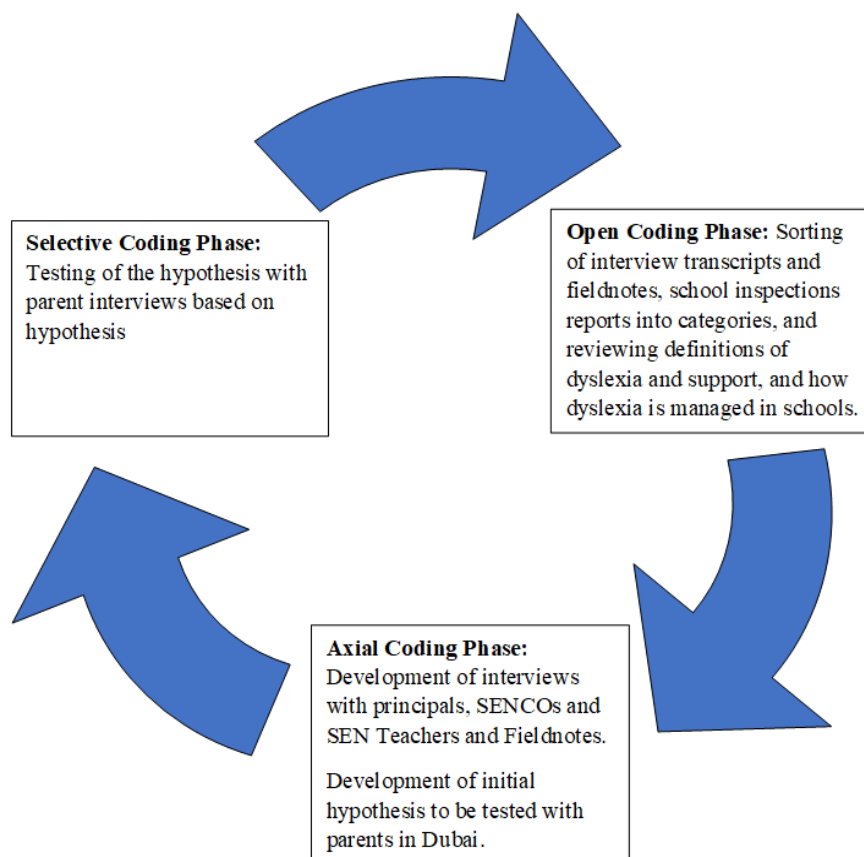 Selective Coding Phase:
Testing of the hypothesis with
parent interviews based on
hypothesis
Open Coding Phase: Sorting
of interview transcripts and
fieldnotes, school inspections
reports into categories, and
reviewing definitions of
dyslexia and support, and how
dyslexia is managed in schools.
Axial Coding Phase:
Development of interviews
with principals, SENCOs and
SEN Teachers and Fieldnotes.
Development of initial
hypothesis to be tested with
parents in Dubai.